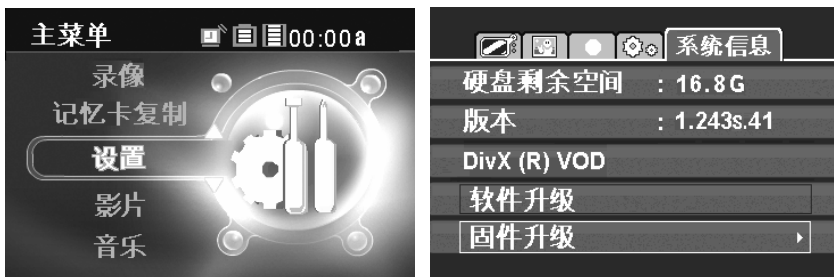 主菜单 00:00a
录像
记忆卡复制
设置
影片
音乐
系统信息
硬盘剩余空间 : 16.8G
版本 : 1.243s.41
DivX (R) VOD
软件升级
固件升级